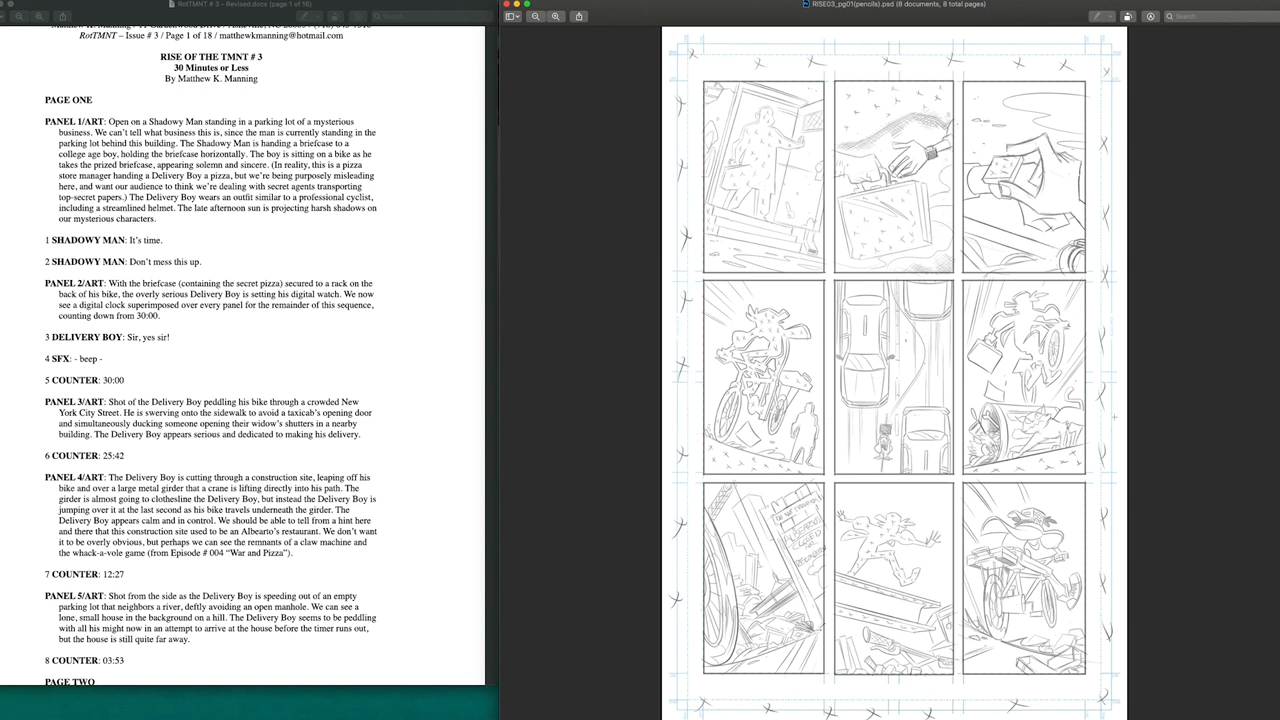 RotTMNT # 3 - Revised.docx (page 1 of 16)
Search
RotTMNT – Issue # 3 / Page 1 of 18 / matthewkmanning@hotmail.com
RISE OF THE TMNT # 3
30 Minutes or Less
By Matthew K. Manning
PAGE ONE
PANEL 1/ART: Open on a Shadowy Man standing in a parking lot of a mysterious
business. We can't tell what business this is, since the man is currently standing in the
parking lot behind this building. The Shadowy Man is handing a briefcase to a
college age boy, holding the briefcase horizontally. The boy is sitting on a bike as he
takes the prized briefcase, appearing solemn and sincere. (In reality, this is a pizza
store manager handing a Delivery Boy a pizza, but we're being purposely misleading
here, and want our audience to think we're dealing with secret agents transporting
top-secret papers.) The Delivery Boy wears an outfit similar to a professional cyclist,
including a streamlined helmet. The late afternoon sun is projecting harsh shadows on
our mysterious characters.
1 SHADOWY MAN: It's time.
2 SHADOWY MAN: Don't mess this up.
PANEL 2/ART: With the briefcase (containing the secret pizza) secured to a rack on the
back of his bike, the overly serious Delivery Boy is setting his digital watch. We now
see a digital clock superimposed over every panel for the remainder of this sequence,
counting down from 30:00.
3 DELIVERY BOY: Sir, yes sir!
4 SFX: - beep -
5 COUNTER: 30:00
PANEL 3/ART: Shot of the Delivery Boy peddling his bike through a crowded New
York City Street. He is swerving onto the sidewalk to avoid a taxicab's opening door
and simultaneously ducking someone opening their widow's shutters in a nearby
building. The Delivery Boy appears serious and dedicated to making his delivery.
6 COUNTER: 25:42
PANEL 4/ART: The Delivery Boy is cutting through a construction site, leaping off his
bike and over a large metal girder that a crane is lifting directly into his path. The
girder is almost going to clothesline the Delivery Boy, but instead the Delivery Boy is
jumping over it at the last second as his bike travels underneath the girder. The
Delivery Boy appears calm and in control. We should be able to tell from a hint here
and there that this construction site used to be an Albearto's restaurant. We don't want
it to be overly obvious, but perhaps we can see the remnants of a claw machine and
the whack-a-vole game (from Episode # 004 “War and Pizza”).
7 COUNTER: 12:27
PANEL 5/ART: Shot from the side as the Delivery Boy is speeding out of an empty
parking lot that neighbors a river, deftly avoiding an open manhole. We can see a
lone, small house in the background on a hill. The Delivery Boy seems to be peddling
with all his might now in an attempt to arrive at the house before the timer runs out,
but the house is still quite far away.
8 COUNTER: 03:53
PAGE TWO
RISE03_pg01(pencils).psd (8 documents, 8 total pages)
Search